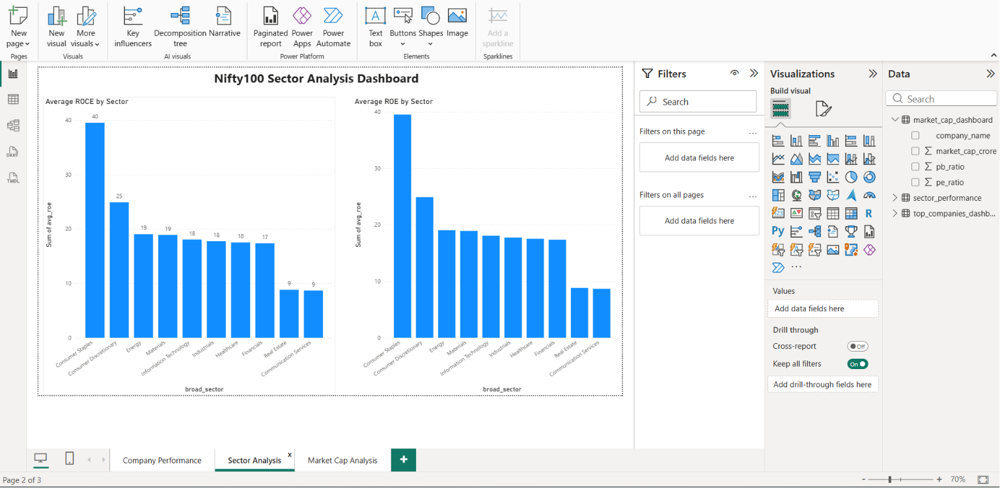 New page
New visual
More visuals
Key influencers
Decomposition tree
Narrative
Paginated report
Power Apps
Power Automate
Text box
Buttons
Shapes
Image
Add a sparkline
Pages
Visuals
AI visuals
Power Platform
Elements
Sparklines
DAX
TMDL
Nifty100 Sector Analysis Dashboard
Average ROCE by Sector
Sum of avg_roe
40
30
20
10
0
40
25
19
19
18
18
18
17
9
9
Consumer Staples
Consumer Discretionary
Energy
Materials
Information Technology
Industrials
Healthcare
Financials
Real Estate
Communication Services
broad_sector
Average ROE by Sector
Sum of avg_roe
40
30
20
10
0
Consumer Staples
Consumer Discretionary
Energy
Materials
Information Technology
Industrials
Healthcare
Financials
Real Estate
Communication Services
broad_sector
Filters
Search
Filters on this page
...
Add data fields here
Filters on all pages
...
Add data fields here
Visualizations
Build visual
123
R
Py
...
Values
Add data fields here
Drill through
Cross-report
Off
Keep all filters
On
Add drill-through fields here
Data
Search
market_cap_dashboard
company_name
∑ market_cap_crore
∑ pb_ratio
∑ pe_ratio
sector_performance
top_companies_dashb...
Company Performance
Sector Analysis
x
Market Cap Analysis
+
Page 2 of 3
- + 70%